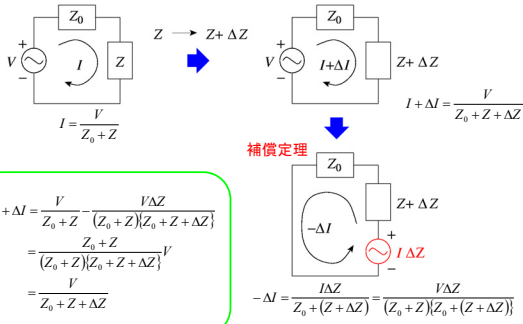 Z₀
V
+
−
I
Z
I = V / (Z₀ + Z)
Z → Z + ΔZ
Z₀
V
+
−
I+ΔI
Z+ ΔZ
I + ΔI = V / (Z₀ + Z + ΔZ)
補償定理
Z₀
−ΔI
Z+ ΔZ
+
I ΔZ
−
−ΔI = IΔZ / (Z₀ + (Z + ΔZ)) = VΔZ / ((Z₀ + Z){Z₀ + (Z + ΔZ)})
+ ΔI = V / (Z₀ + Z) − VΔZ / ((Z₀ + Z){Z₀ + Z + ΔZ})
= (Z₀ + Z) / ((Z₀ + Z){Z₀ + Z + ΔZ}) V
= V / (Z₀ + Z + ΔZ)